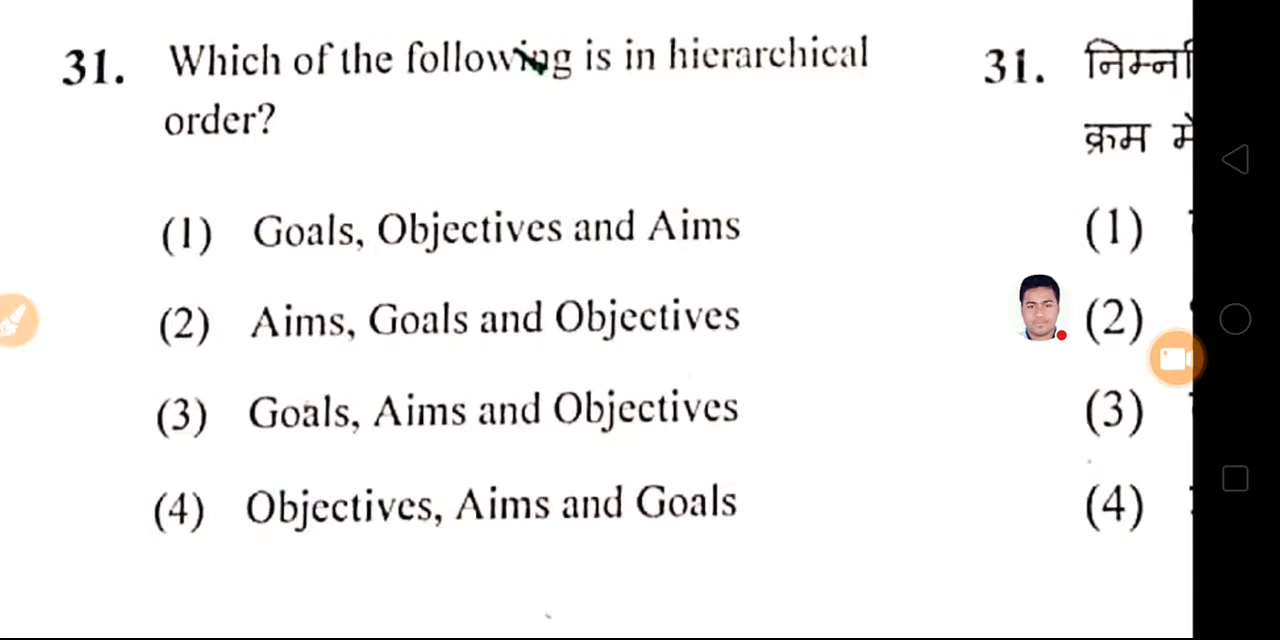 31. Which of the following is in hierarchical
order?
(1) Goals, Objectives and Aims
(2) Aims, Goals and Objectives
(3) Goals, Aims and Objectives
(4) Objectives, Aims and Goals
31.
क्रम में
(1)
(2)
(3)
(4)